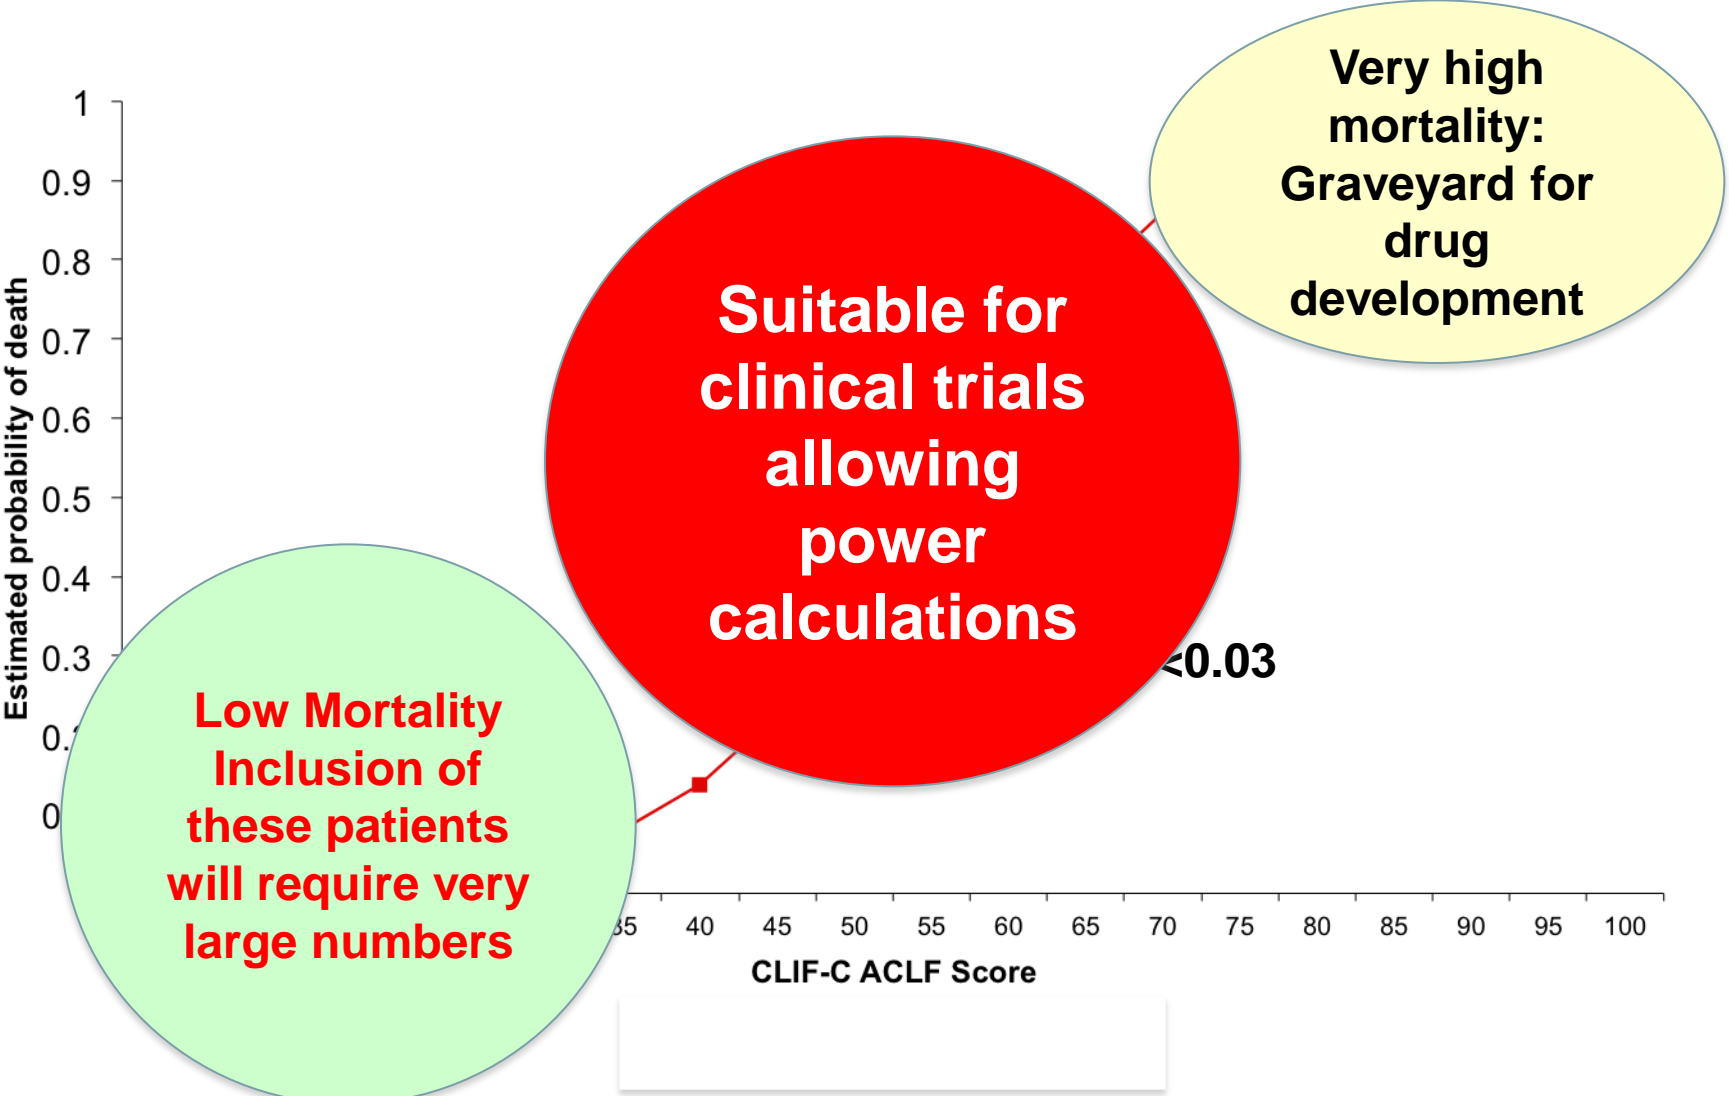 Very high
mortality:
Graveyard for
drug
development
1
0.9
0.8
0.7
0.6
0.5
0.4
0.3
Estimated probability of death
Suitable for
clinical trials
allowing
power
calculations
<0.03
Low Mortality
Inclusion of
these patients
will require very
large numbers
35 40 45 50 55 60 65 70 75 80 85 90 95 100
CLIF-C ACLF Score